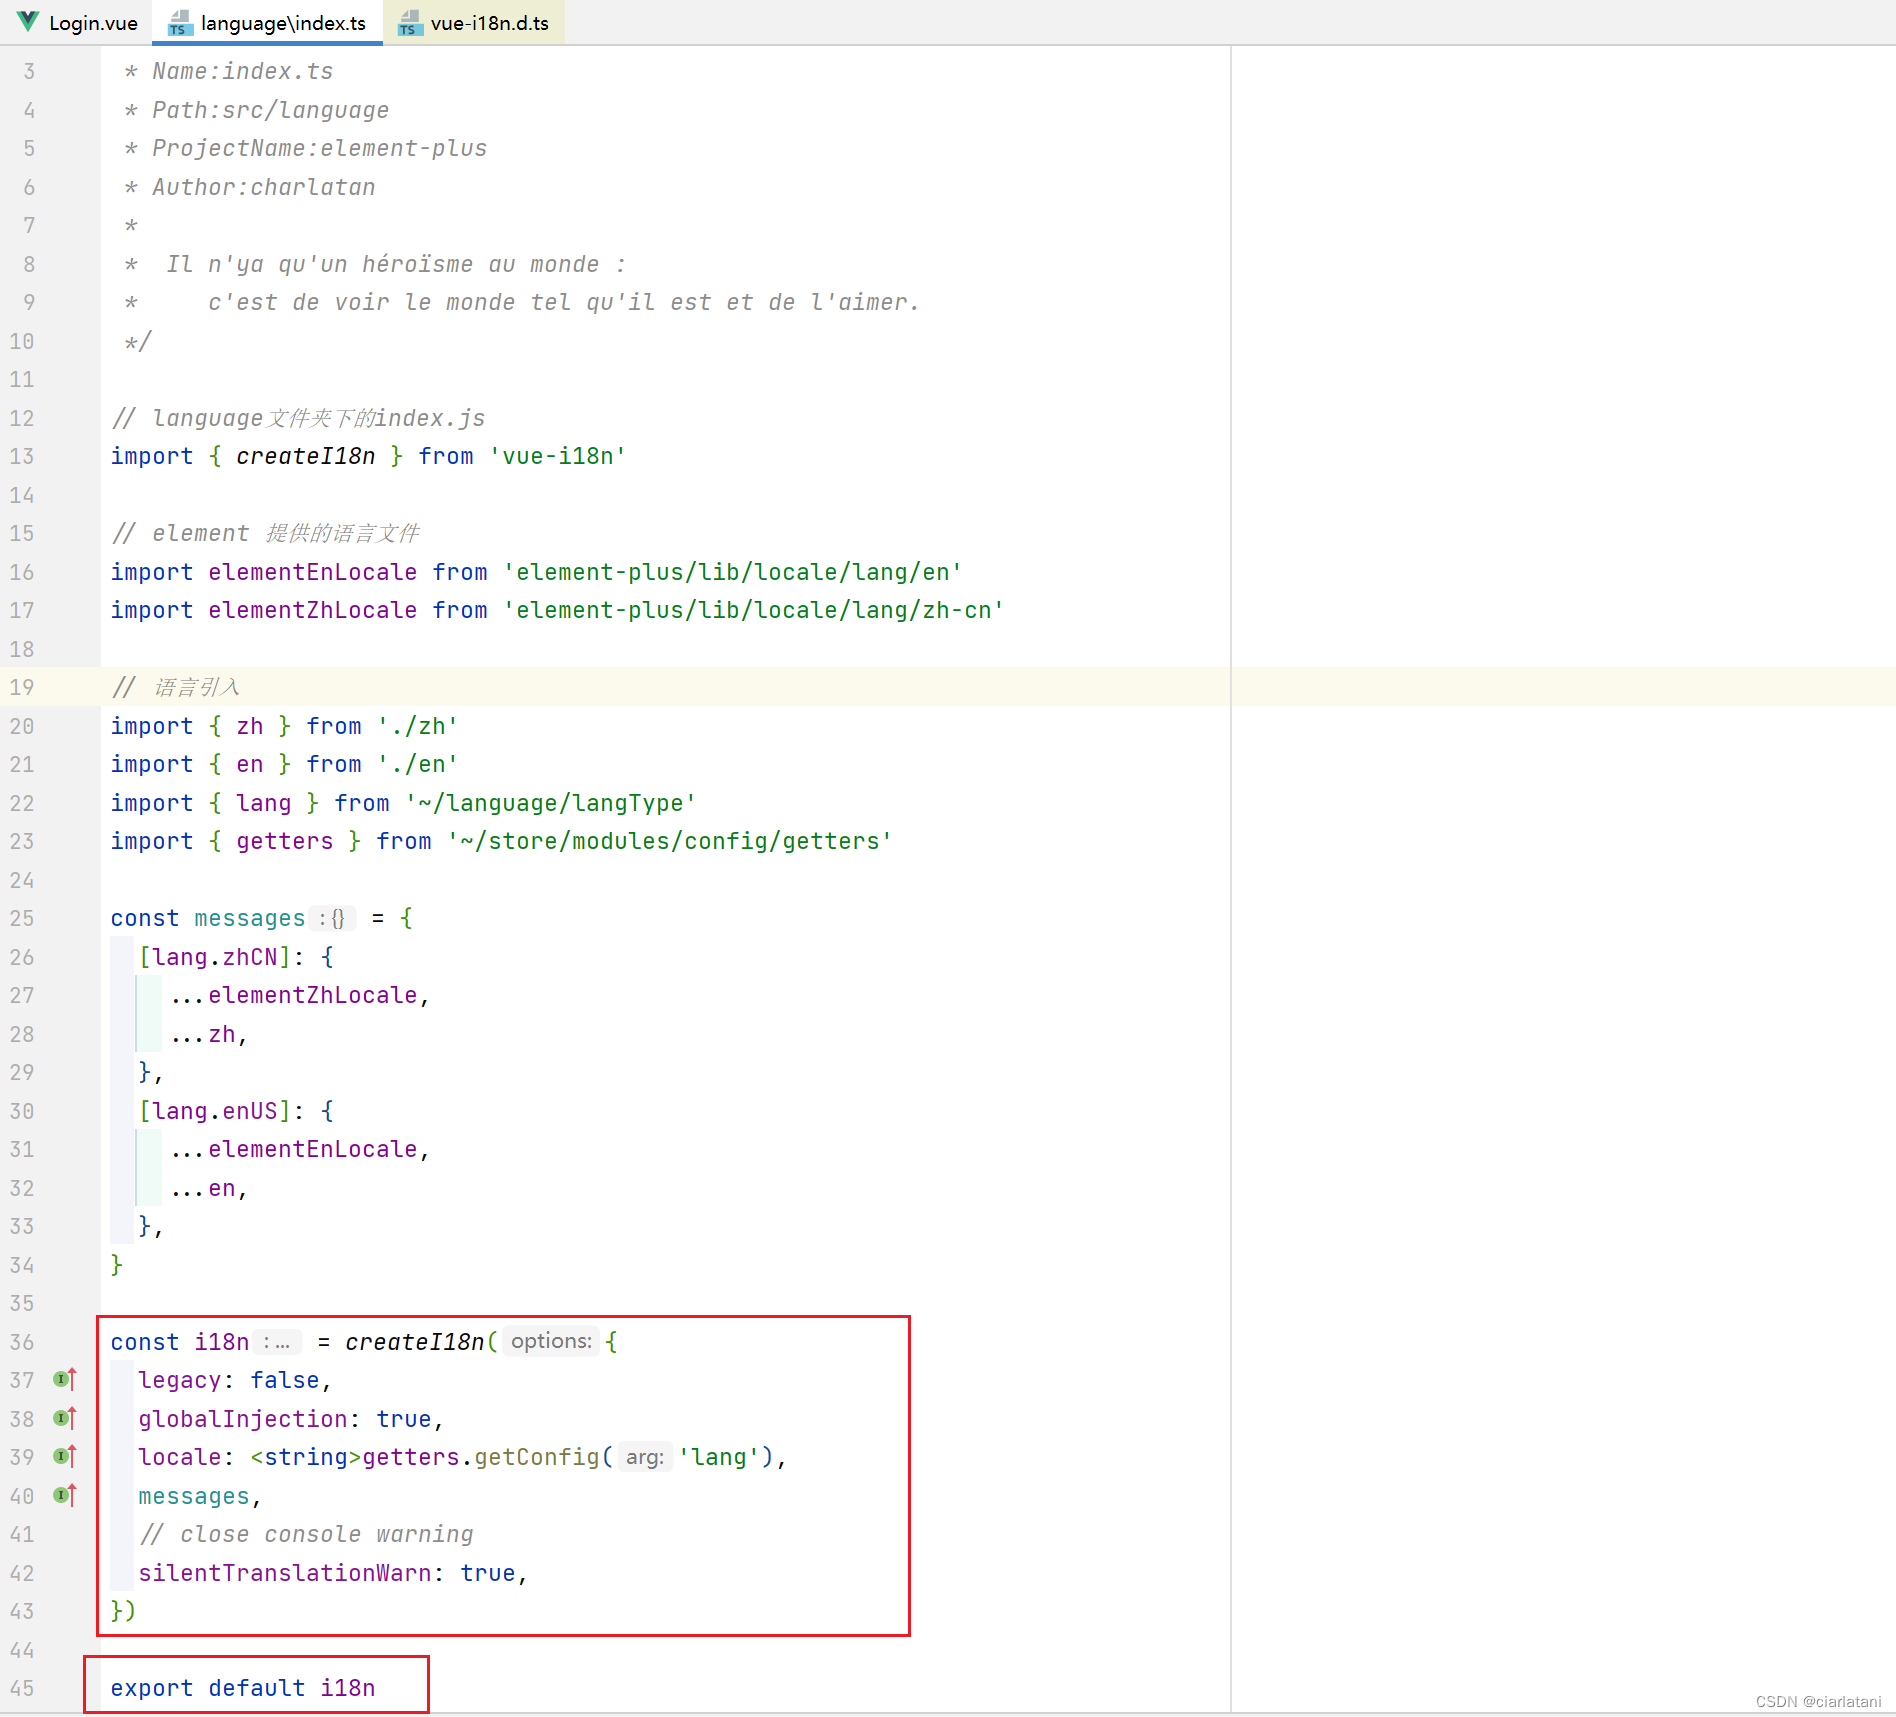 Login.vue language\index.ts vue-i18n.d.ts
3 * Name:index.ts
4 * Path:src/language
5 * ProjectName:element-plus
6 * Author:charlatan
7 *
8 * Il n'ya qu'un héroïsme au monde :
9 * c'est de voir le monde tel qu'il est et de l'aimer.
10 */
11
12 // language文件夹下的index.js
13 import { createI18n } from 'vue-i18n'
14
15 // element 提供的语言文件
16 import elementEnLocale from 'element-plus/lib/locale/lang/en'
17 import elementZhLocale from 'element-plus/lib/locale/lang/zh-cn'
18
19 // 语言引入
20 import { zh } from './zh'
21 import { en } from './en'
22 import { lang } from '~/language/langType'
23 import { getters } from '~/store/modules/config/getters'
24
25 const messages : {} = {
26 [lang.zhCN]: {
27 ...elementZhLocale,
28 ...zh,
29 },
30 [lang.enUS]: {
31 ...elementEnLocale,
32 ...en,
33 },
34 }
35
36 const i18n : ... = createI18n( options: {
37 legacy: false,
38 globalInjection: true,
39 locale: <string>getters.getConfig( arg: 'lang'),
40 messages,
41 // close console warning
42 silentTranslationWarn: true,
43 })
44
45 export default i18n
CSDN @ciarlatani